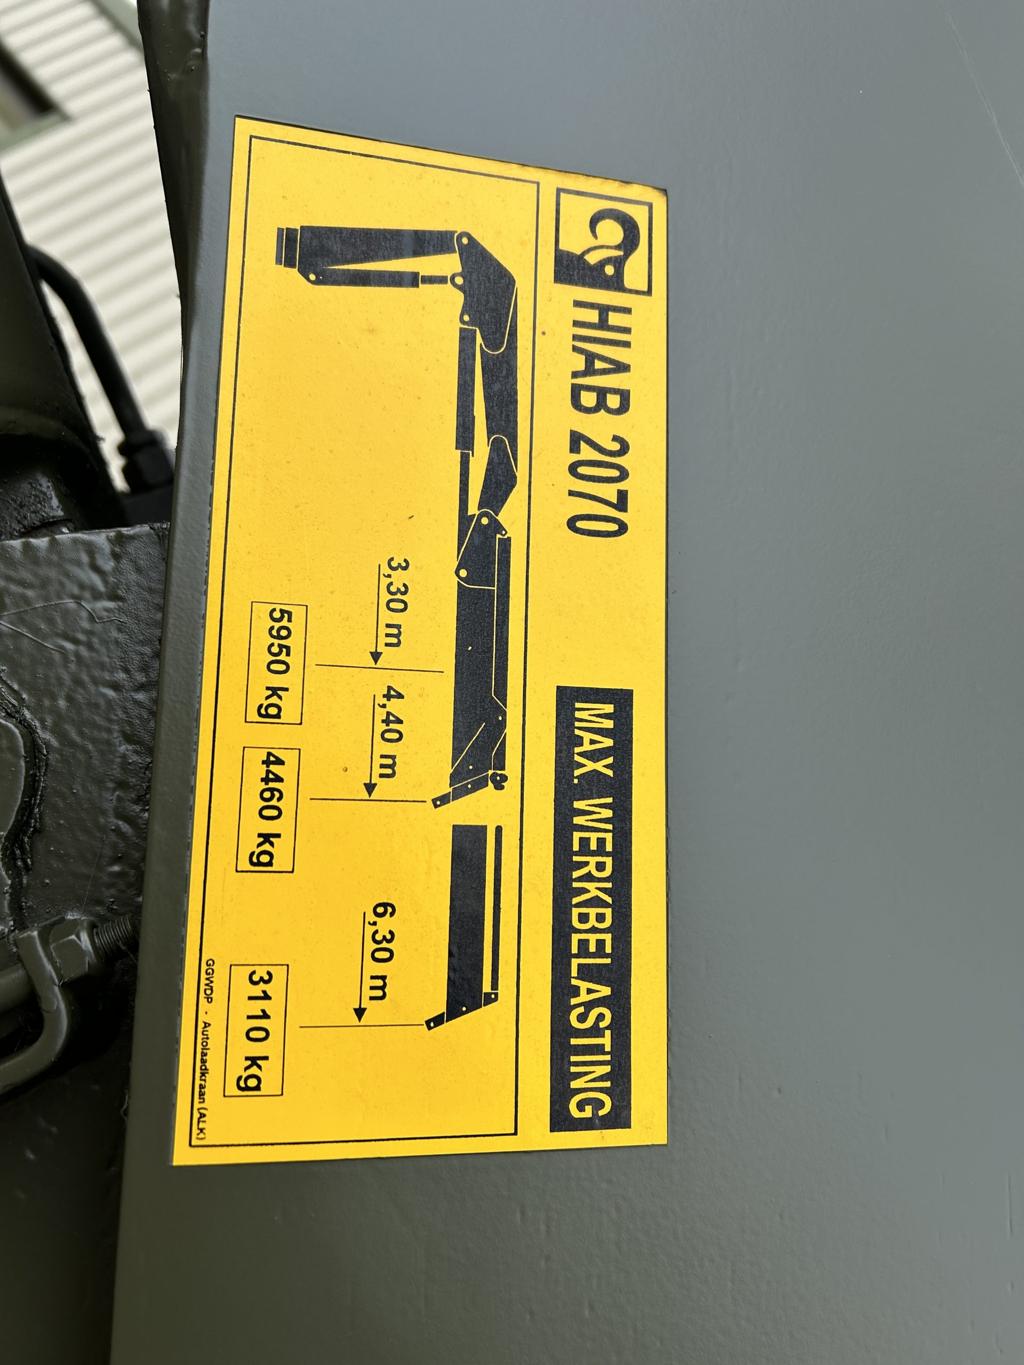 HIAB 2070
MAX. WERKBELASTING
3,30 m
4,40 m
6,30 m
5950 kg
4460 kg
3110 kg
GGWDP - Autolaadkraan (ALK)